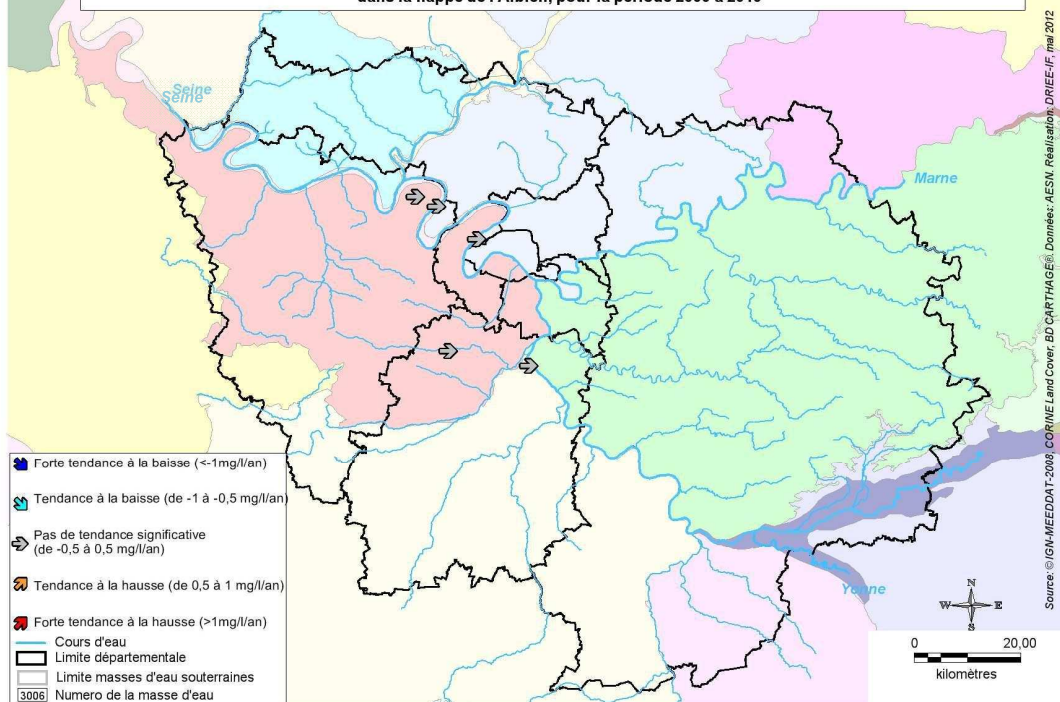 dans la nappe de l'Albien, pour la période 2000 à 2010
Seine
Seine
Marne
Yonne
Forte tendance à la baisse (<-1mg/l/an)
Tendance à la baisse (de -1 à -0,5 mg/l/an)
Pas de tendance significative
(de -0,5 à 0,5 mg/l/an)
Tendance à la hausse (de 0,5 à 1 mg/l/an)
Forte tendance à la hausse (>1mg/l/an)
Cours d'eau
Limite départementale
Limite masses d'eau souterraines
3006 Numero de la masse d'eau
N
W E
S
0 20,00
kilomètres
Source: © IGN-MEEDDAT-2008, CORINE Land Cover, BD CARTHAGE®. Données: AESN. Réalisation: DRIEE-IF, mai 2012